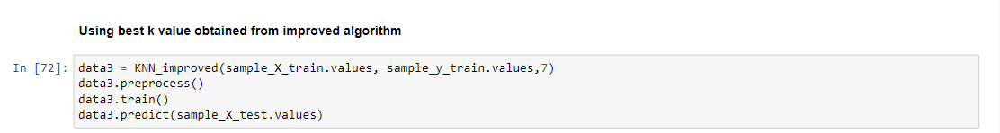 Using best k value obtained from improved algorithm
In [72]: data3 = KNN_improved(sample_X_train.values, sample_y_train.values,7)
data3.preprocess()
data3.train()
data3.predict(sample_X_test.values)